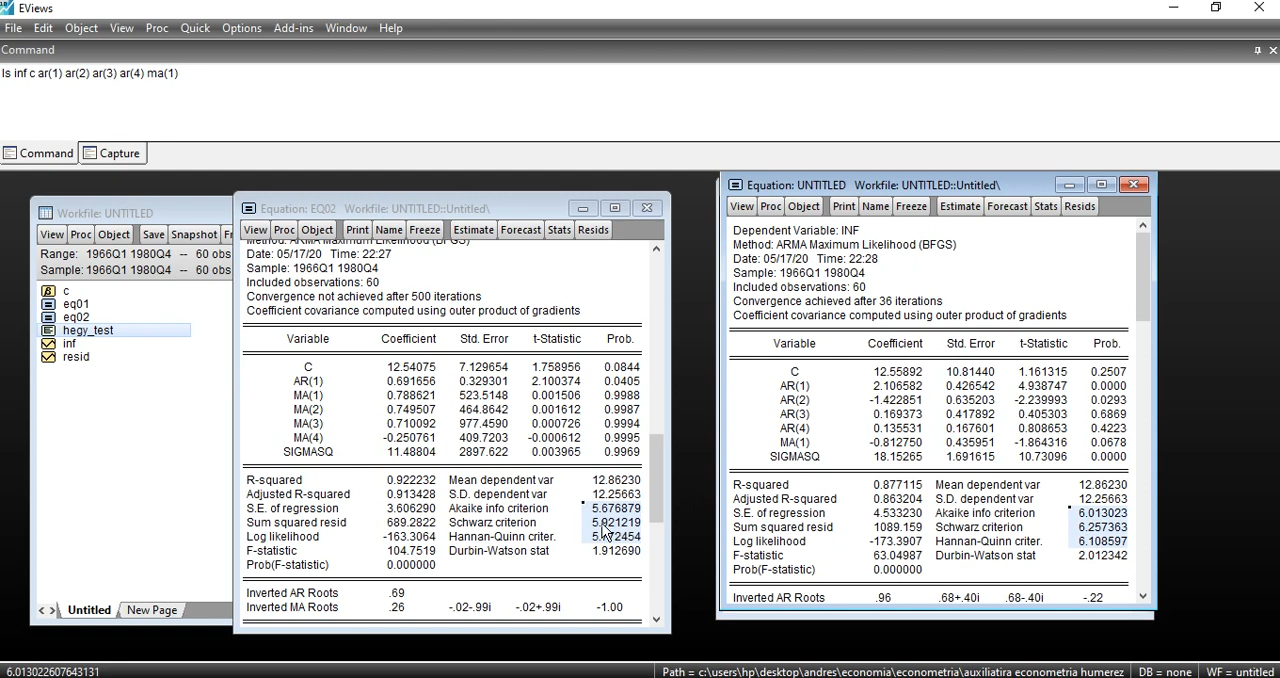 EViews
File Edit Object View Proc Quick Options Add-ins Window Help
Command
ls inf c ar(1) ar(2) ar(3) ar(4) ma(1)
Command Capture
Workfile: UNTITLED
View Proc Object Save Snapshot
Range: 1966Q1 1980Q4 -- 60 obs
Sample: 1966Q1 1980Q4 -- 60 obs
c
eq01
eq02
hegy_test
inf
resid
Untitled New Page
Equation: EQ02 Workfile: UNTITLED::Untitled\
View Proc Object Print Name Freeze Estimate Forecast Stats Resids
Method: ARMA Maximum Likelihood (BFGS)
Date: 05/17/20 Time: 22:27
Sample: 1966Q1 1980Q4
Included observations: 60
Convergence not achieved after 500 iterations
Coefficient covariance computed using outer product of gradients
Variable Coefficient Std. Error t-Statistic Prob.
C 12.54075 7.129654 1.758956 0.0844
AR(1) 0.691656 0.329301 2.100374 0.0405
MA(1) 0.788621 523.5148 0.001506 0.9988
MA(2) 0.749507 464.8642 0.001612 0.9987
MA(3) 0.710092 977.4590 0.000726 0.9994
MA(4) -0.250761 409.7203 -0.000612 0.9995
SIGMASQ 11.48804 2897.622 0.003965 0.9969
R-squared 0.922232 Mean dependent var 12.86230
Adjusted R-squared 0.913428 S.D. dependent var 12.25663
S.E. of regression 3.606290 Akaike info criterion 5.676879
Sum squared resid 689.2822 Schwarz criterion 5.921219
Log likelihood -163.3064 Hannan-Quinn criter. 5.772454
F-statistic 104.7519 Durbin-Watson stat 1.912690
Prob(F-statistic) 0.000000
Inverted AR Roots .69
Inverted MA Roots .26 -.02-.99i -.02+.99i -1.00
Equation: UNTITLED Workfile: UNTITLED::Untitled\
View Proc Object Print Name Freeze Estimate Forecast Stats Resids
Dependent Variable: INF
Method: ARMA Maximum Likelihood (BFGS)
Date: 05/17/20 Time: 22:28
Sample: 1966Q1 1980Q4
Included observations: 60
Convergence achieved after 36 iterations
Coefficient covariance computed using outer product of gradients
Variable Coefficient Std. Error t-Statistic Prob.
C 12.55892 10.81440 1.161315 0.2507
AR(1) 2.106582 0.426542 4.938747 0.0000
AR(2) -1.422851 0.635203 -2.239993 0.0293
AR(3) 0.169373 0.417892 0.405303 0.6869
AR(4) 0.135531 0.167601 0.808653 0.4223
MA(1) -0.812750 0.435951 -1.864316 0.0678
SIGMASQ 18.15265 1.691615 10.73096 0.0000
R-squared 0.877115 Mean dependent var 12.86230
Adjusted R-squared 0.863204 S.D. dependent var 12.25663
S.E. of regression 4.533230 Akaike info criterion 6.013023
Sum squared resid 1089.159 Schwarz criterion 6.257363
Log likelihood -173.3907 Hannan-Quinn criter. 6.108597
F-statistic 63.04987 Durbin-Watson stat 2.012342
Prob(F-statistic) 0.000000
Inverted AR Roots .96 .68+.40i .68-.40i -.22
6.013022607643131
Path = c:\users\hp\desktop\andres\economia\econometria\auxiliatira econometria humerez DB = none WF = untitled